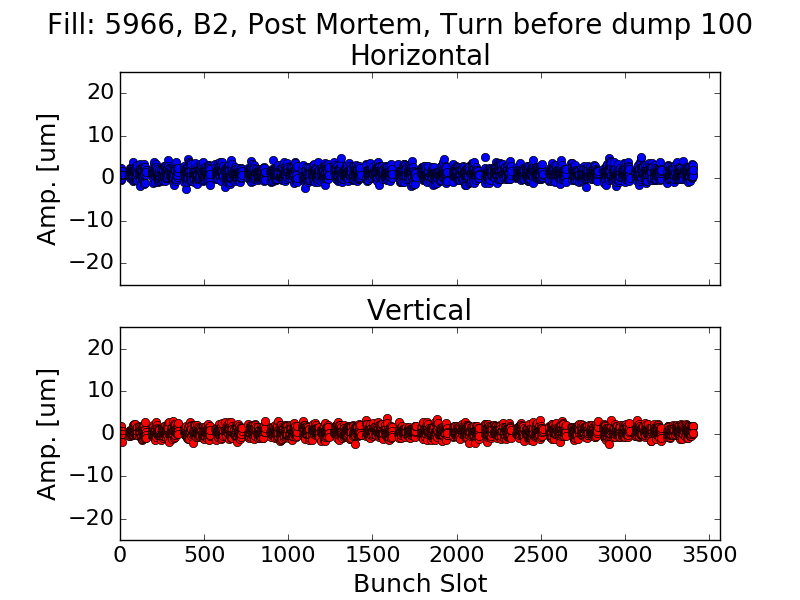 Fill: 5966, B2, Post Mortem, Turn before dump 100
Horizontal
20
10
0
−10
−20
Amp. [um]
Vertical
20
10
0
−10
−20
Amp. [um]
0 500 1000 1500 2000 2500 3000 3500
Bunch Slot